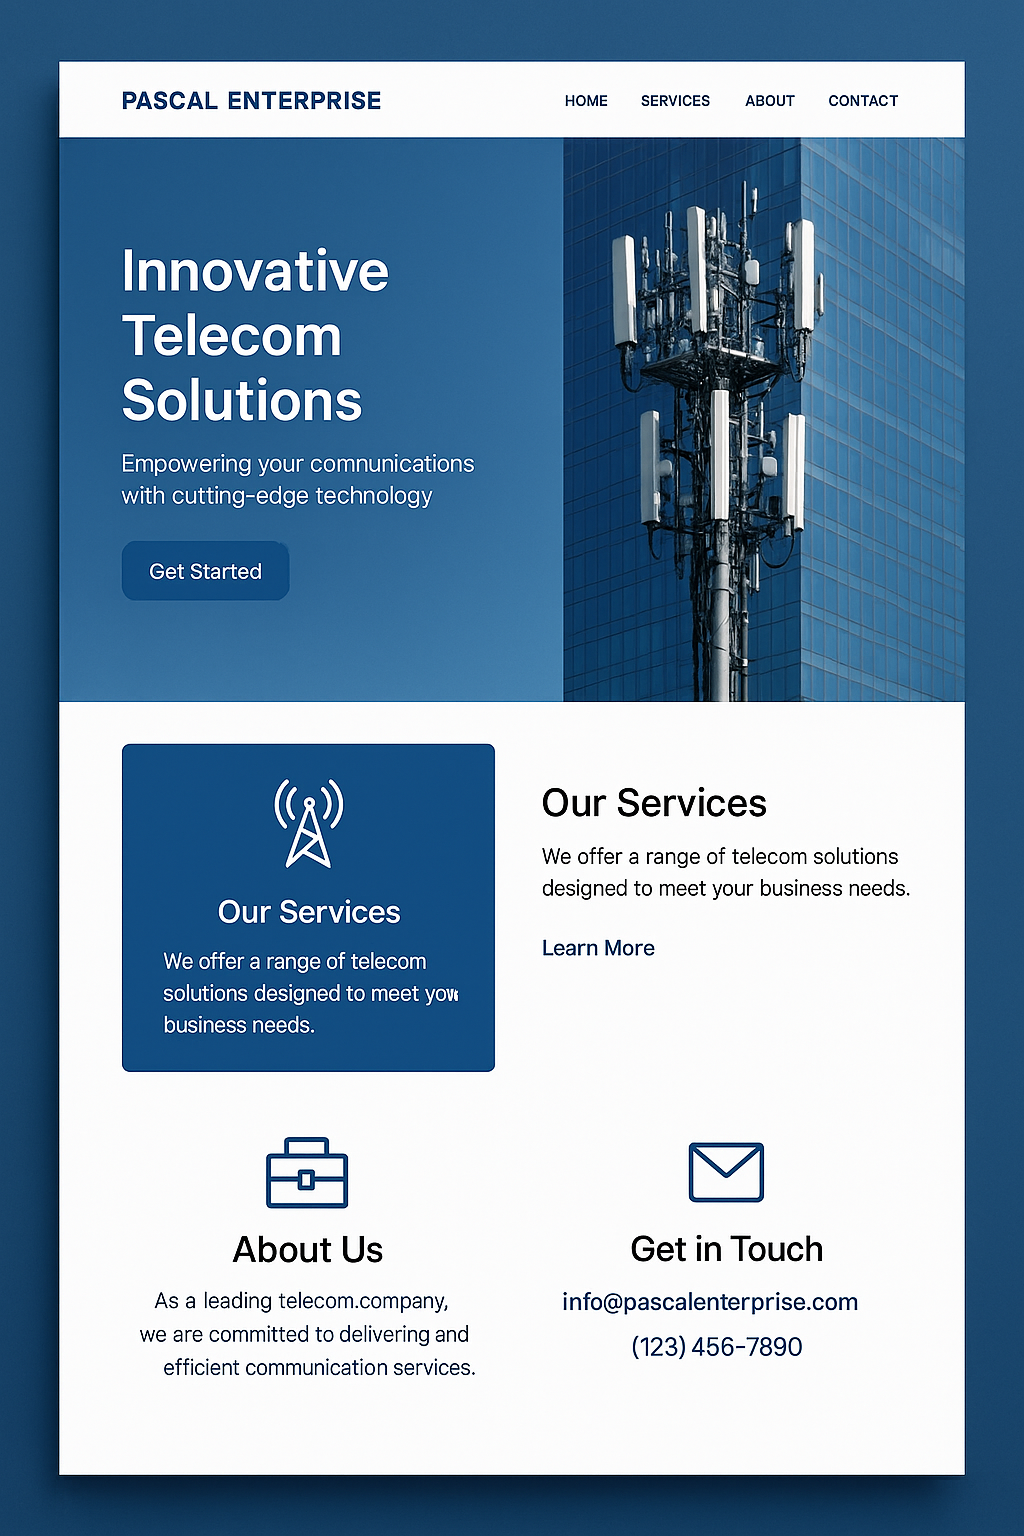 PASCAL ENTERPRISE
HOME SERVICES ABOUT CONTACT
Innovative
Telecom
Solutions
Empowering your comnunications
with cutting-edge technology
Get Started
Our Services
We offer a range of telecom
solutions designed to meet
business needs.
Our Services
We offer a range of telecom solutions
designed to meet your business needs.
Learn More
About Us
As a leading telecom.company,
we are committed to delivering and
efficient communication services.
Get in Touch
info@pascalenterprise.com
(123) 456-7890